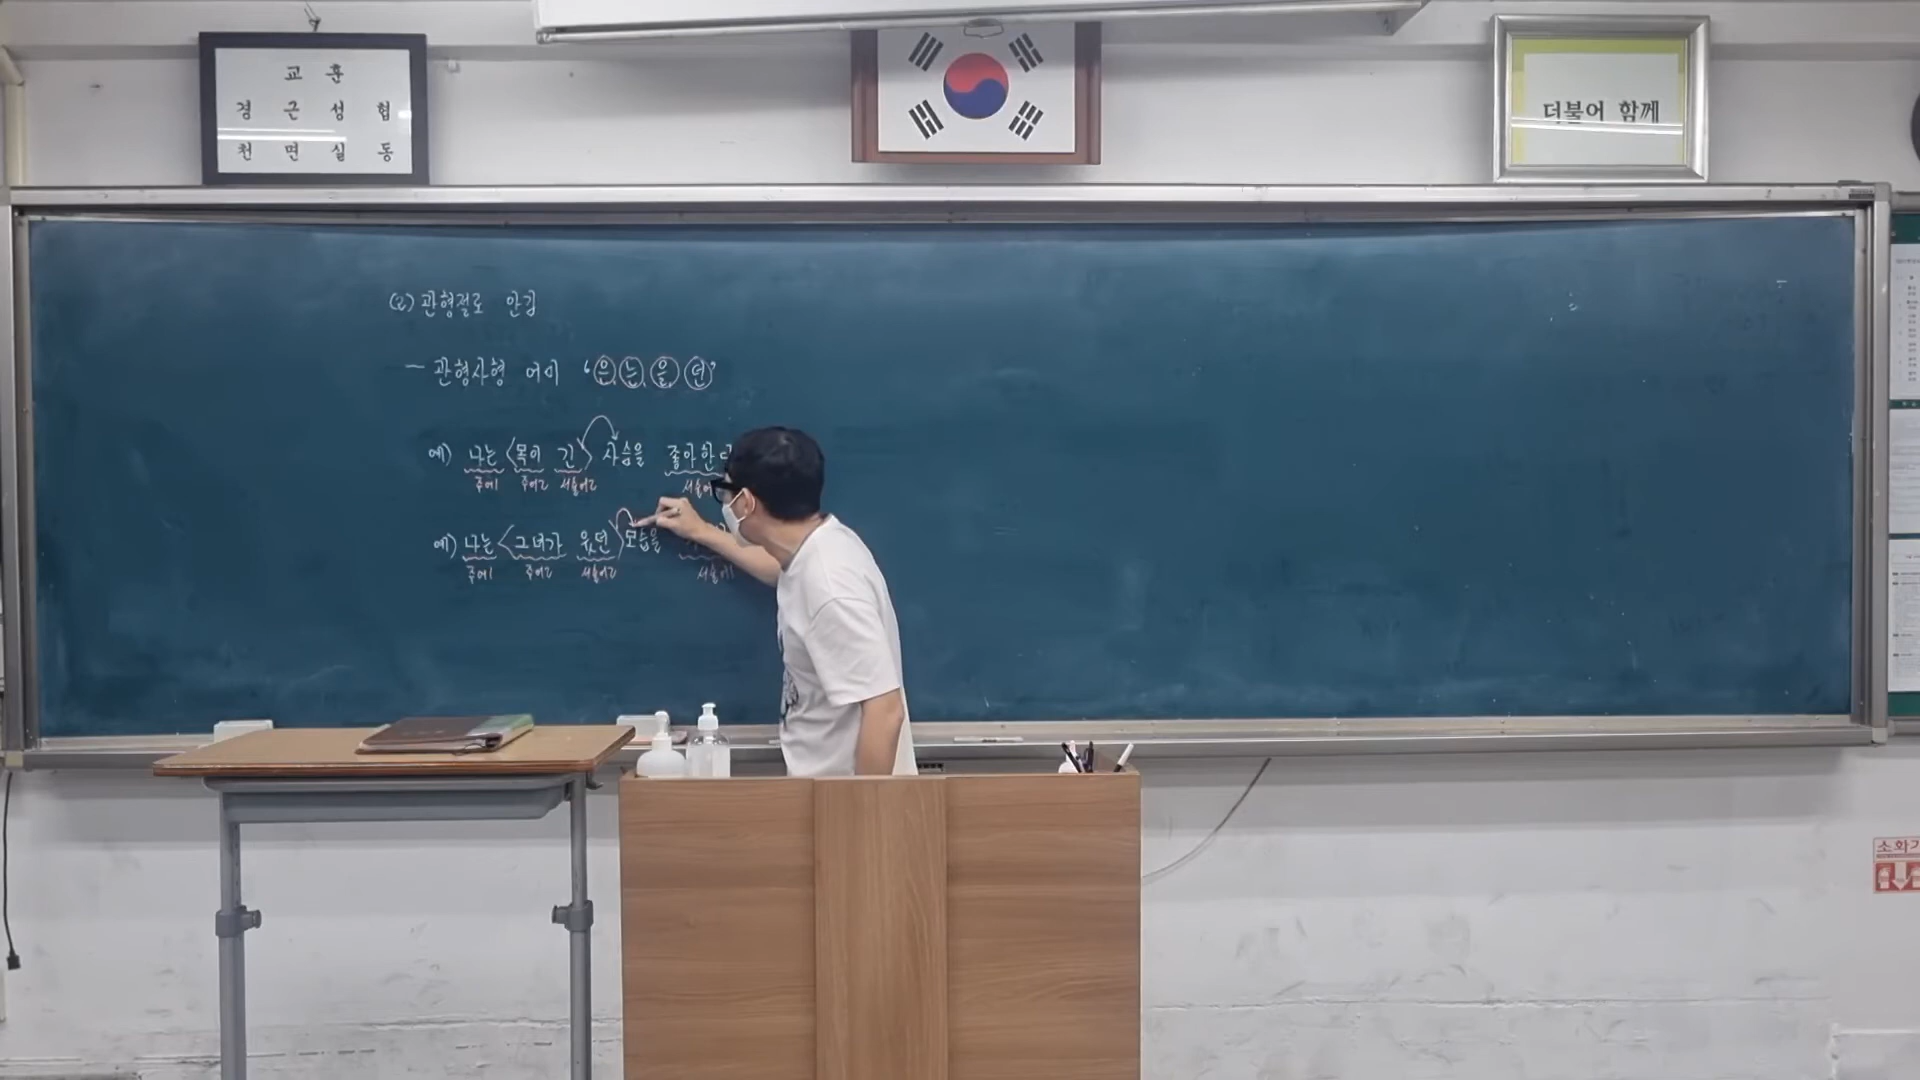 교 훈
경 근 성 협
천 면 실 동
더불어 함께
(2) 관형절로 안김
- 관형사형 어미 '은, 는, 을, 던'
예) 나는 <목이 긴> 사슴을 좋아한다
주어1 주어2 서술어2 서술어
예) 나는 <그녀가 웃던> 모습을
주어1 주어2 서술어2 서술어1
소화기